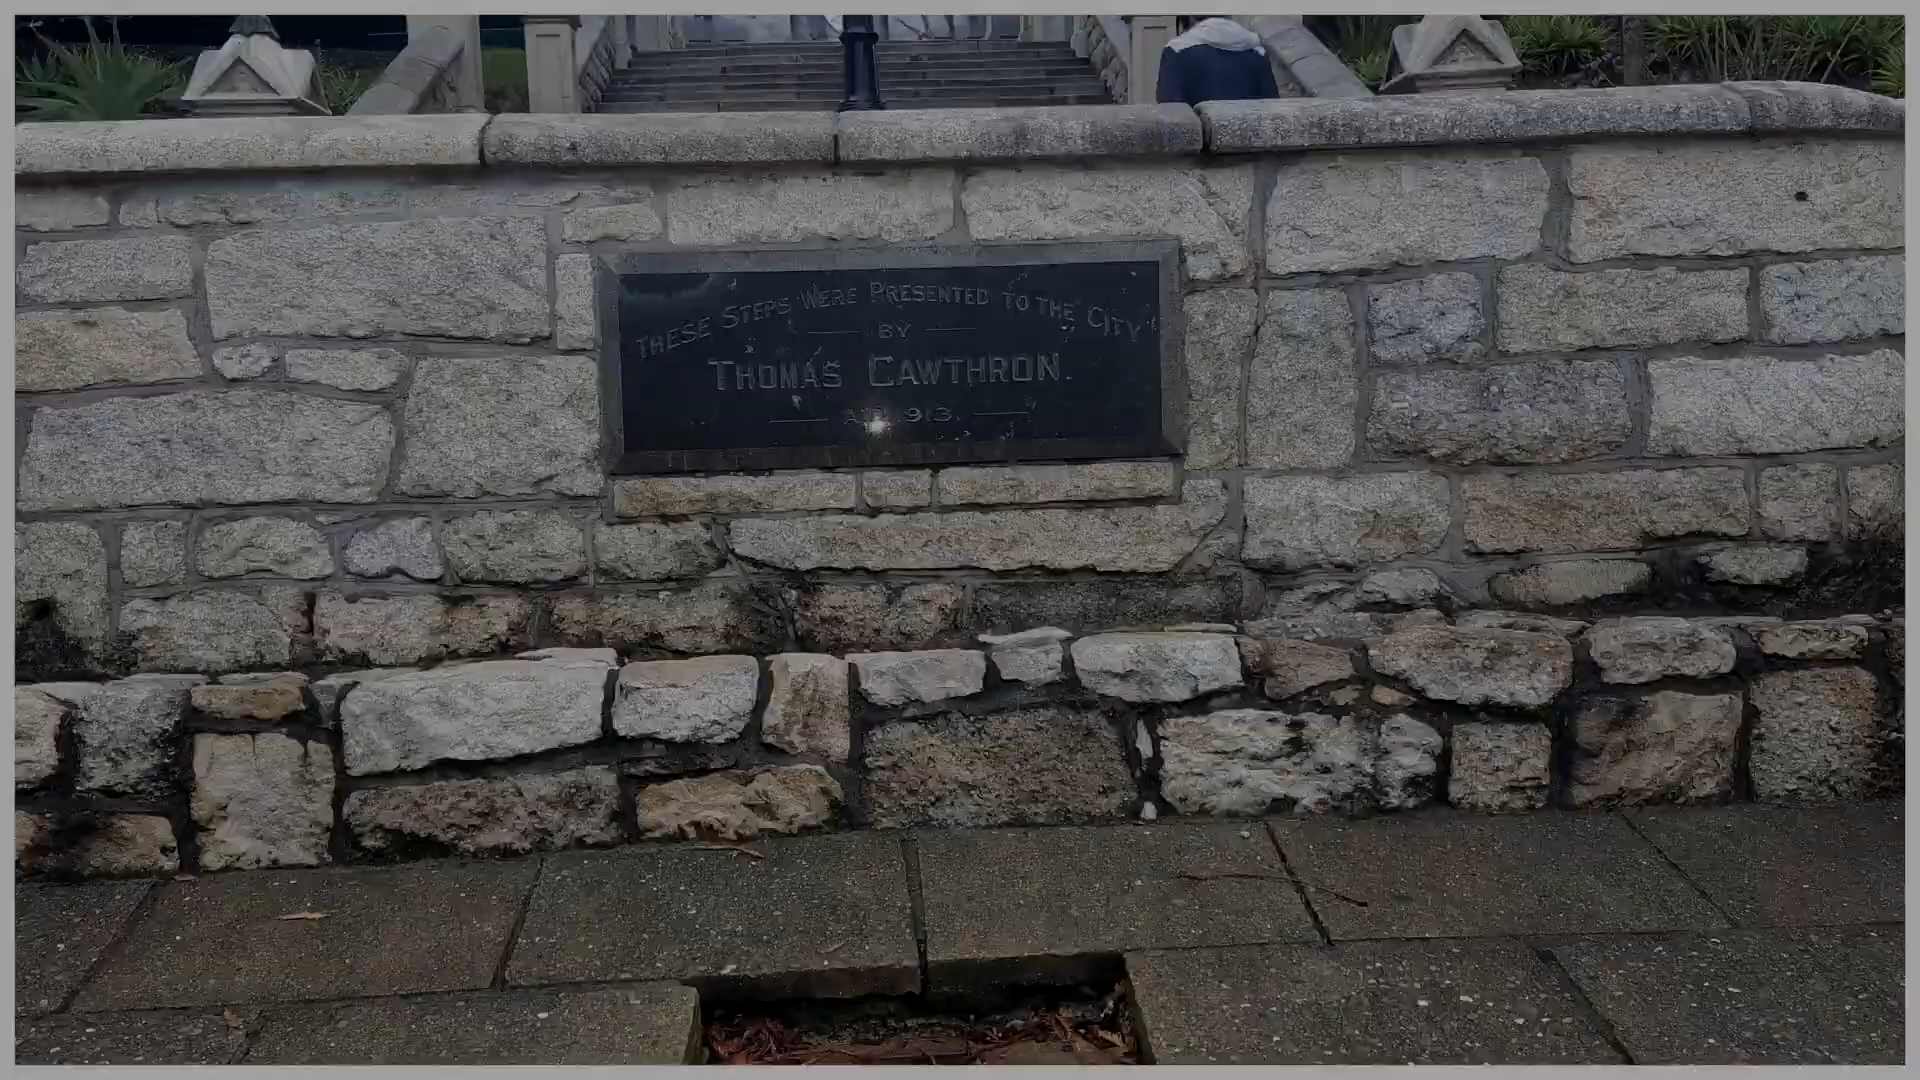 THESE STEPS WERE PRESENTED TO THE CITY
BY
THOMAS CAWTHRON.
A.D. 1913.